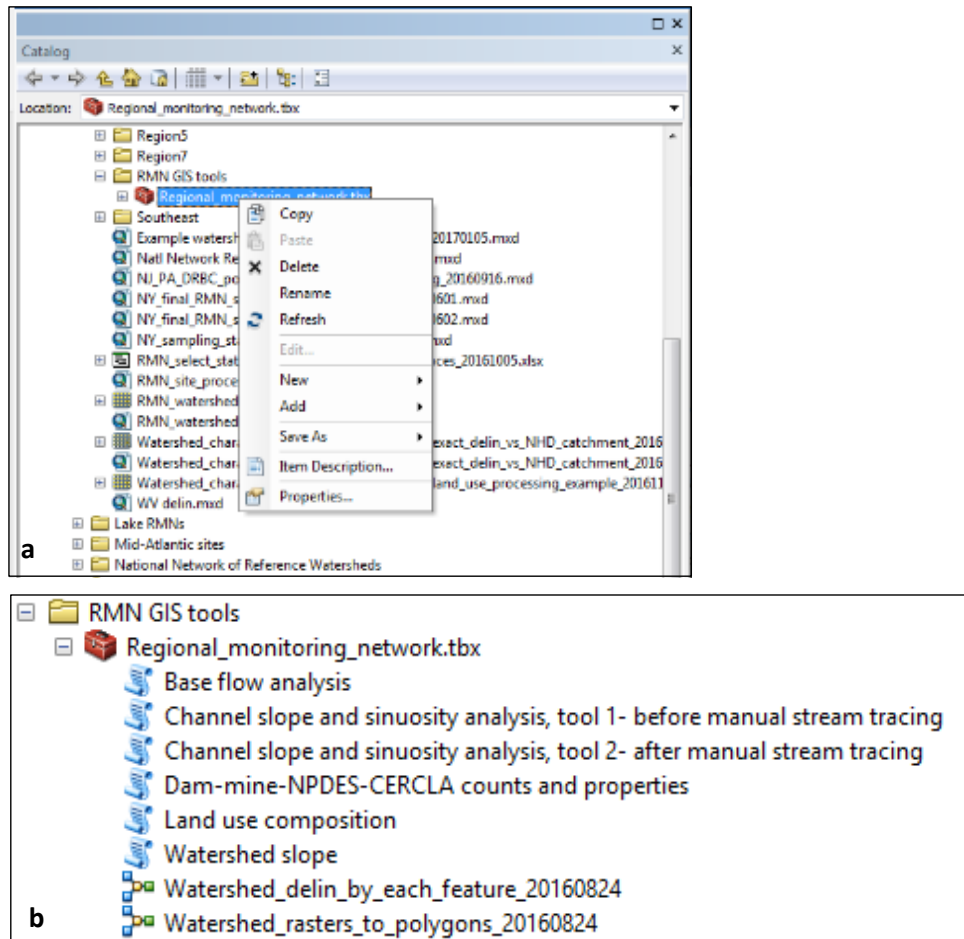 Catalog
Location: Regional_monitoring_network.tbx
Region5
Region7
RMN GIS tools
Regional_monitoring_network.tbx
Southeast
Example watersh 20170105.mxd
Natl Network Re mxd
NJ_PA_DRBC_po g_20160916.mxd
NY_final_RMN_s 0601.mxd
NY_final_RMN_s 0602.mxd
NY_sampling_sta mxd
RMN_select_stat ces_20161005.xlsx
RMN_site_proce
RMN_watershed
RMN_watershed
Watershed_char exact_delin_vs_NHD_catchment_2016
Watershed_char exact_delin_vs_NHD_catchment_2016
Watershed_char land_use_processing_example_201611
WV delin.mxd
Lake RMNs
Mid-Atlantic sites
National Network of Reference Watersheds
Copy
Paste
Delete
Rename
Refresh
Edit...
New
Add
Save As
Item Description...
Properties...
a
RMN GIS tools
Regional_monitoring_network.tbx
Base flow analysis
Channel slope and sinuosity analysis, tool 1- before manual stream tracing
Channel slope and sinuosity analysis, tool 2- after manual stream tracing
Dam-mine-NPDES-CERCLA counts and properties
Land use composition
Watershed slope
Watershed_delin_by_each_feature_20160824
Watershed_rasters_to_polygons_20160824
b